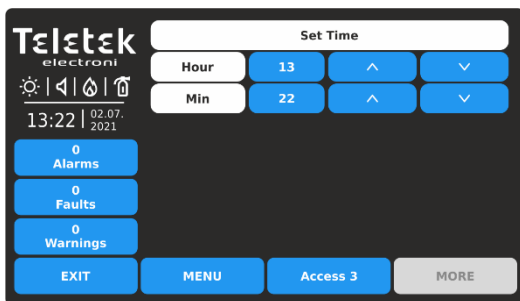 Teletek
electroni
13:22
02.07.
2021
0
Alarms
0
Faults
0
Warnings
Set Time
Hour 13
Min 22
EXIT MENU Access 3 MORE